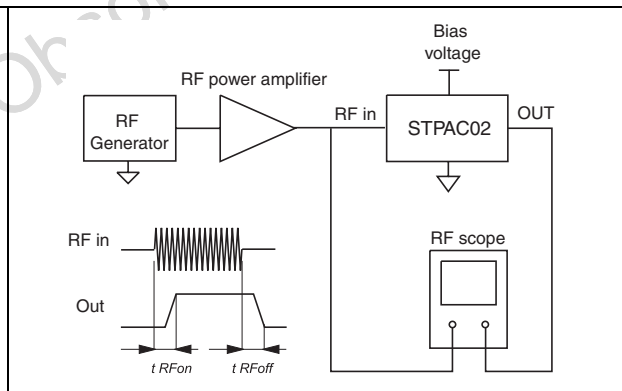 Bias
voltage
RF power amplifier
RF
Generator
RF in
STPAC02
OUT
RF in
Out
t RFon
t RFoff
RF scope